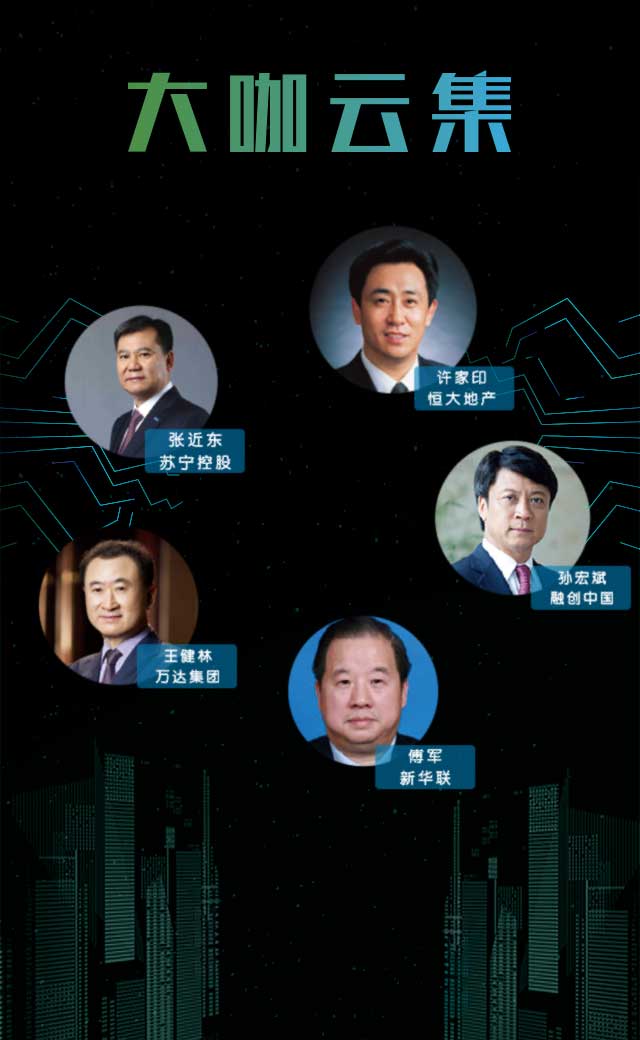 大咖云集
许家印
恒大地产
张近东
苏宁控股
孙宏斌
融创中国
王健林
万达集团
傅军
新华联